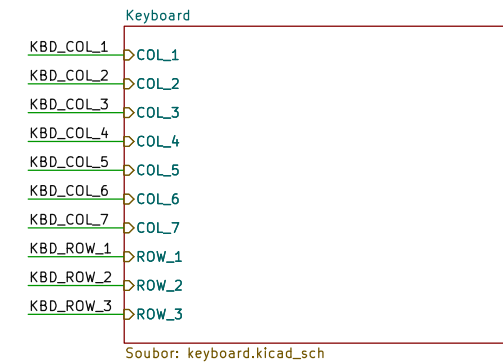 Keyboard
KBD_COL_1 COL_1
KBD_COL_2 COL_2
KBD_COL_3 COL_3
KBD_COL_4 COL_4
KBD_COL_5 COL_5
KBD_COL_6 COL_6
KBD_COL_7 COL_7
KBD_ROW_1 ROW_1
KBD_ROW_2 ROW_2
KBD_ROW_3 ROW_3
Soubor: keyboard.kicad_sch